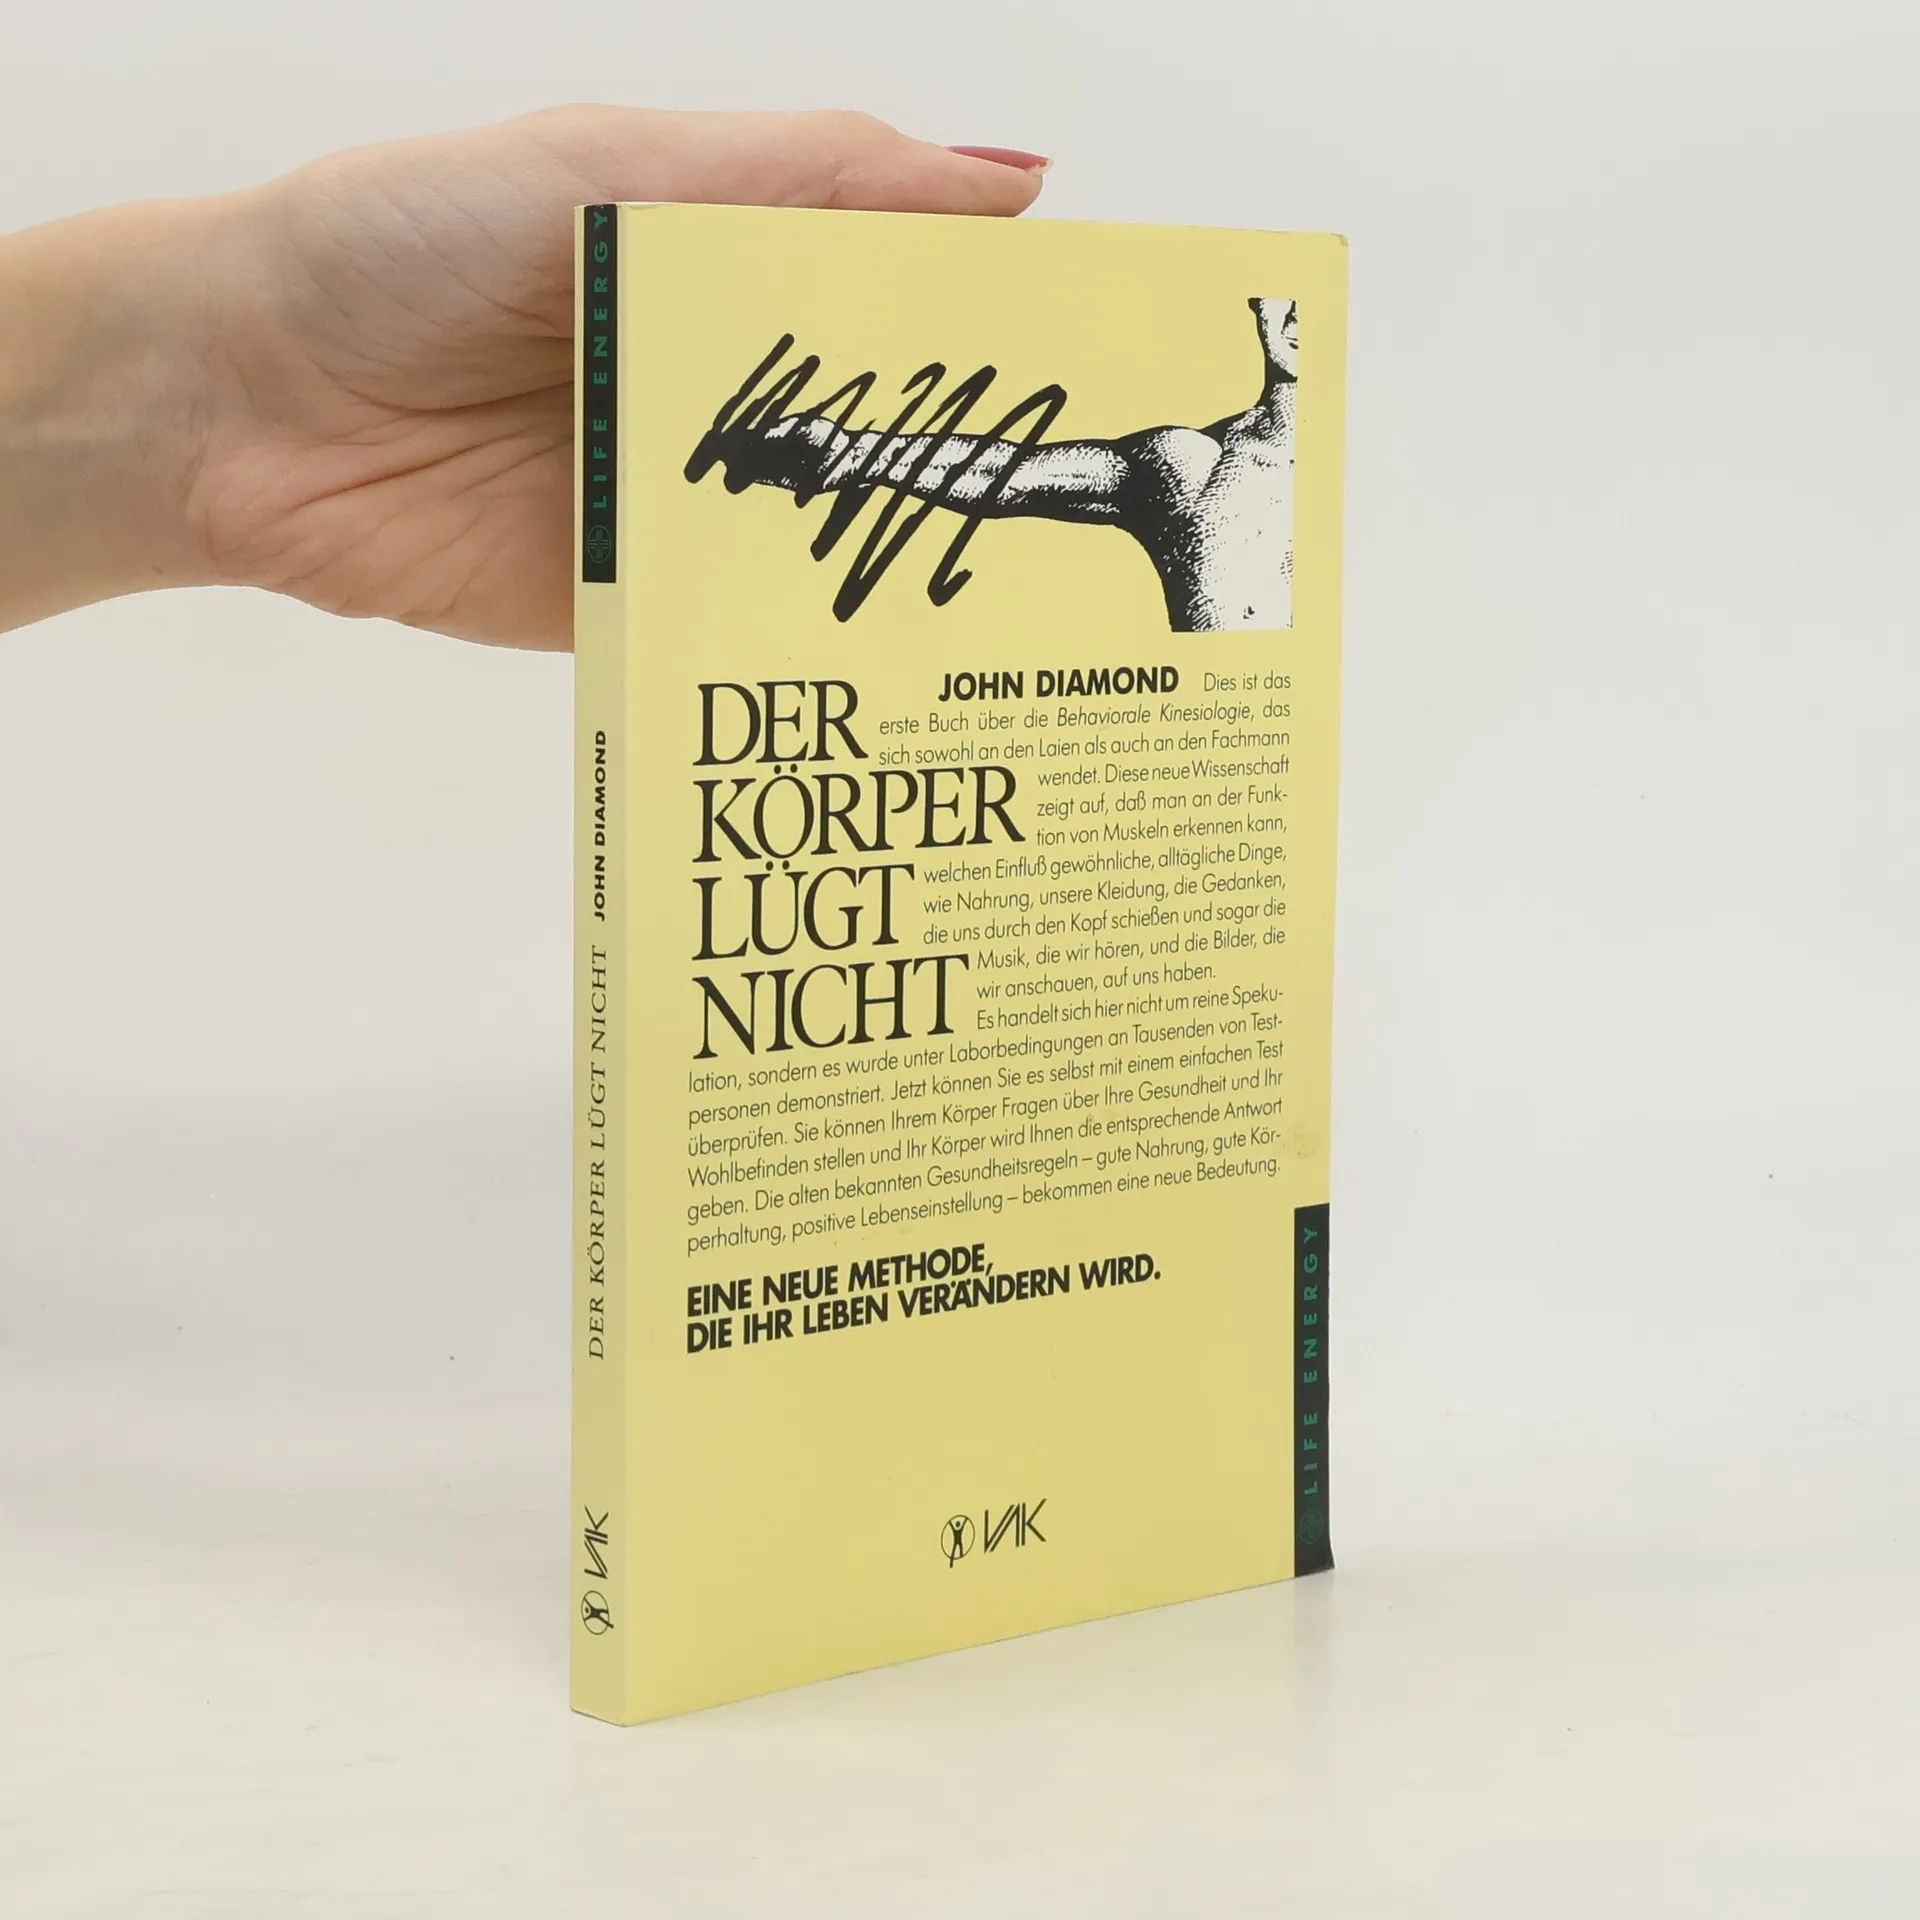 LIFE ENERGY
DER KÖRPER LÜGT NICHT JOHN DIAMOND
VAK
JOHN DIAMOND Dies ist das
erste Buch über die Behaviorale Kinesiologie, das
sich sowohl an den Laien als auch an den Fachmann
DER
KÖRPER
LÜGT
NICHT
wendet. Diese neue Wissenschaft
zeigt auf, daß man an der Funk-
tion von Muskeln erkennen kann,
welchen Einfluß gewöhnliche, alltägliche Dinge,
wie Nahrung, unsere Kleidung, die Gedanken,
die uns durch den Kopf schießen und sogar die
Musik, die wir hören, und die Bilder, die
wir anschauen, auf uns haben.
Es handelt sich hier nicht um reine Speku-
lation, sondern es wurde unter Laborbedingungen an Tausenden von Test-
personen demonstriert. Jetzt können Sie es selbst mit einem einfachen Test
überprüfen. Sie können Ihrem Körper Fragen über Ihre Gesundheit und Ihr
Wohlbefinden stellen und Ihr Körper wird Ihnen die entsprechende Antwort
geben. Die alten bekannten Gesundheitsregeln – gute Nahrung, gute Kör-
perhaltung, positive Lebenseinstellung – bekommen eine neue Bedeutung.
EINE NEUE METHODE,
DIE IHR LEBEN VERÄNDERN WIRD.
VAK
LIFE ENERGY